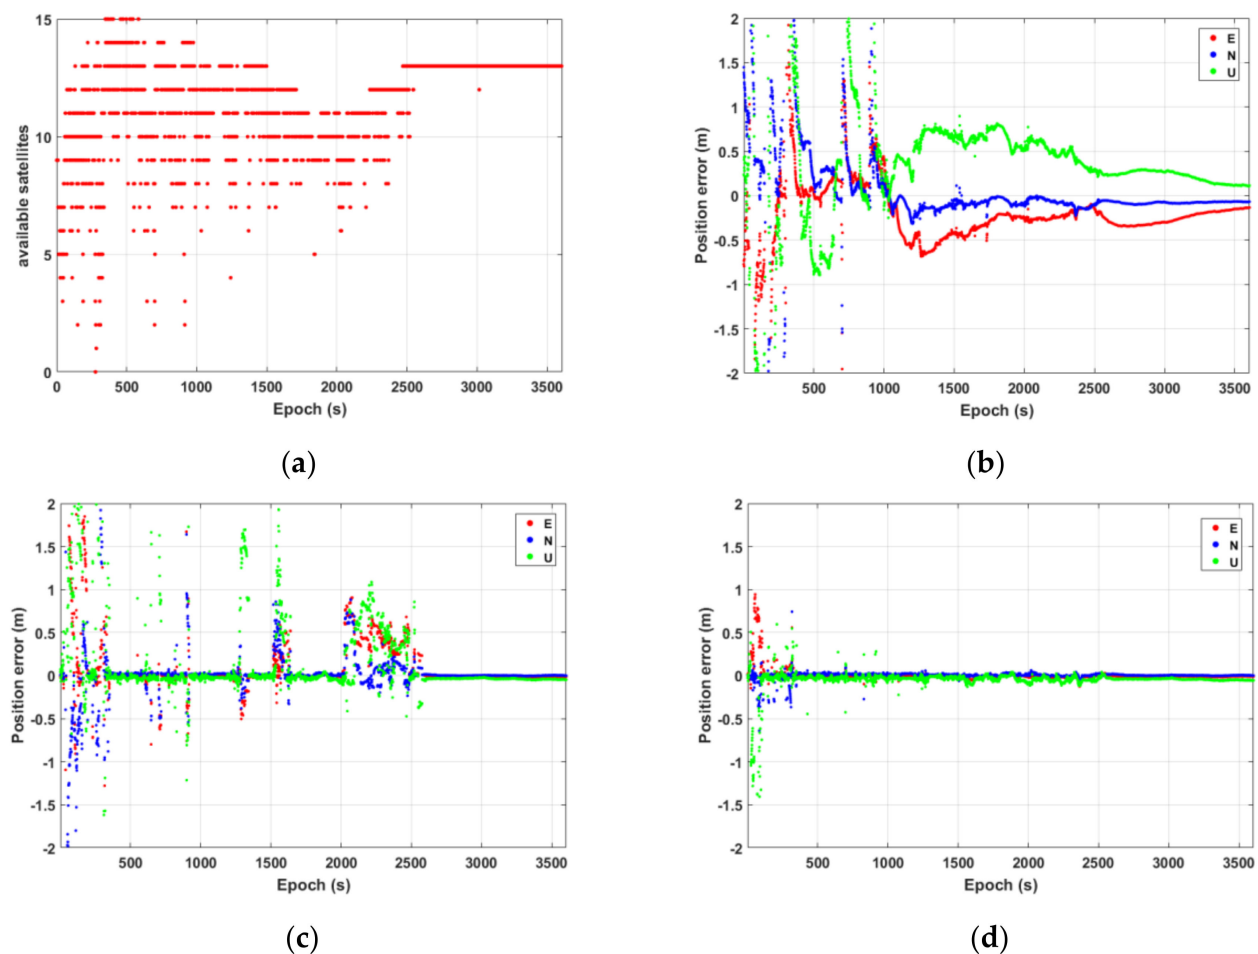 15
10
5
0
available satellites
0 500 1000 1500 2000 2500 3000 3500
Epoch (s)
(a)
2
1.5
1
0.5
0
-0.5
-1
-1.5
-2
Position error (m)
E
N
U
500 1000 1500 2000 2500 3000 3500
Epoch (s)
(b)
2
1.5
1
0.5
0
-0.5
-1
-1.5
-2
Position error (m)
E
N
U
500 1000 1500 2000 2500 3000 3500
Epoch (s)
(c)
2
1.5
1
0.5
0
-0.5
-1
-1.5
-2
Position error (m)
E
N
U
500 1000 1500 2000 2500 3000 3500
Epoch (s)
(d)